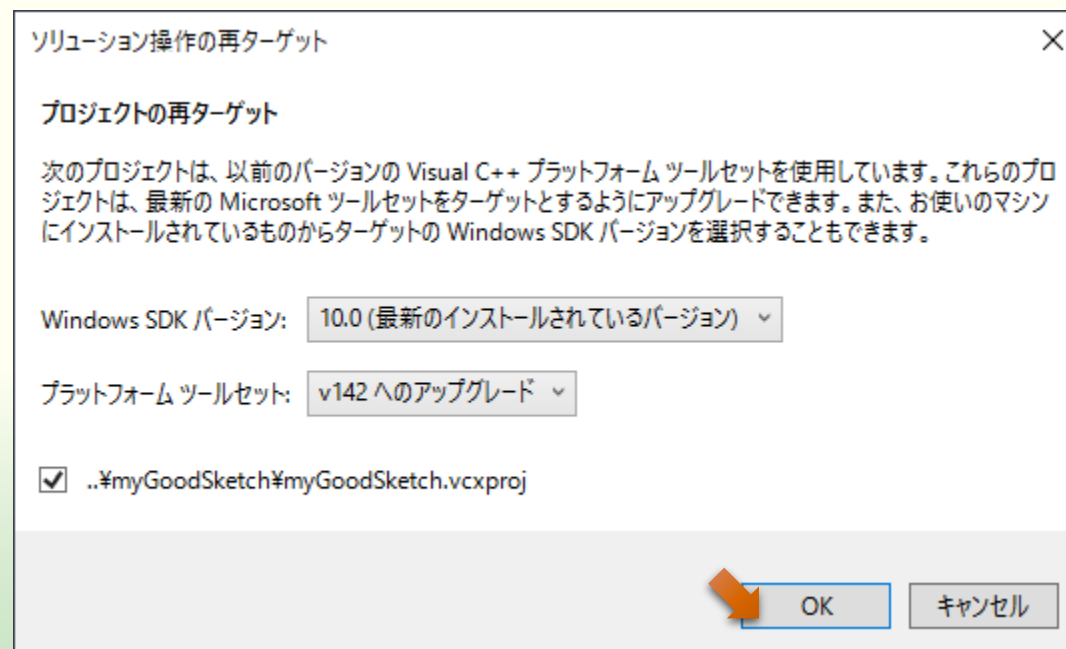 ソリューション操作の再ターゲット
プロジェクトの再ターゲット
次のプロジェクトは、以前のバージョンの Visual C++ プラットフォーム ツールセットを使用しています。これらのプロ
ジェクトは、最新の Microsoft ツールセットをターゲットとするようにアップグレードできます。また、お使いのマシン
にインストールされているものからターゲットの Windows SDK バージョンを選択することもできます。
Windows SDK バージョン: 10.0 (最新のインストールされているバージョン)
プラットフォーム ツールセット: v142 へのアップグレード
..¥myGoodSketch¥myGoodSketch.vcxproj
OK キャンセル